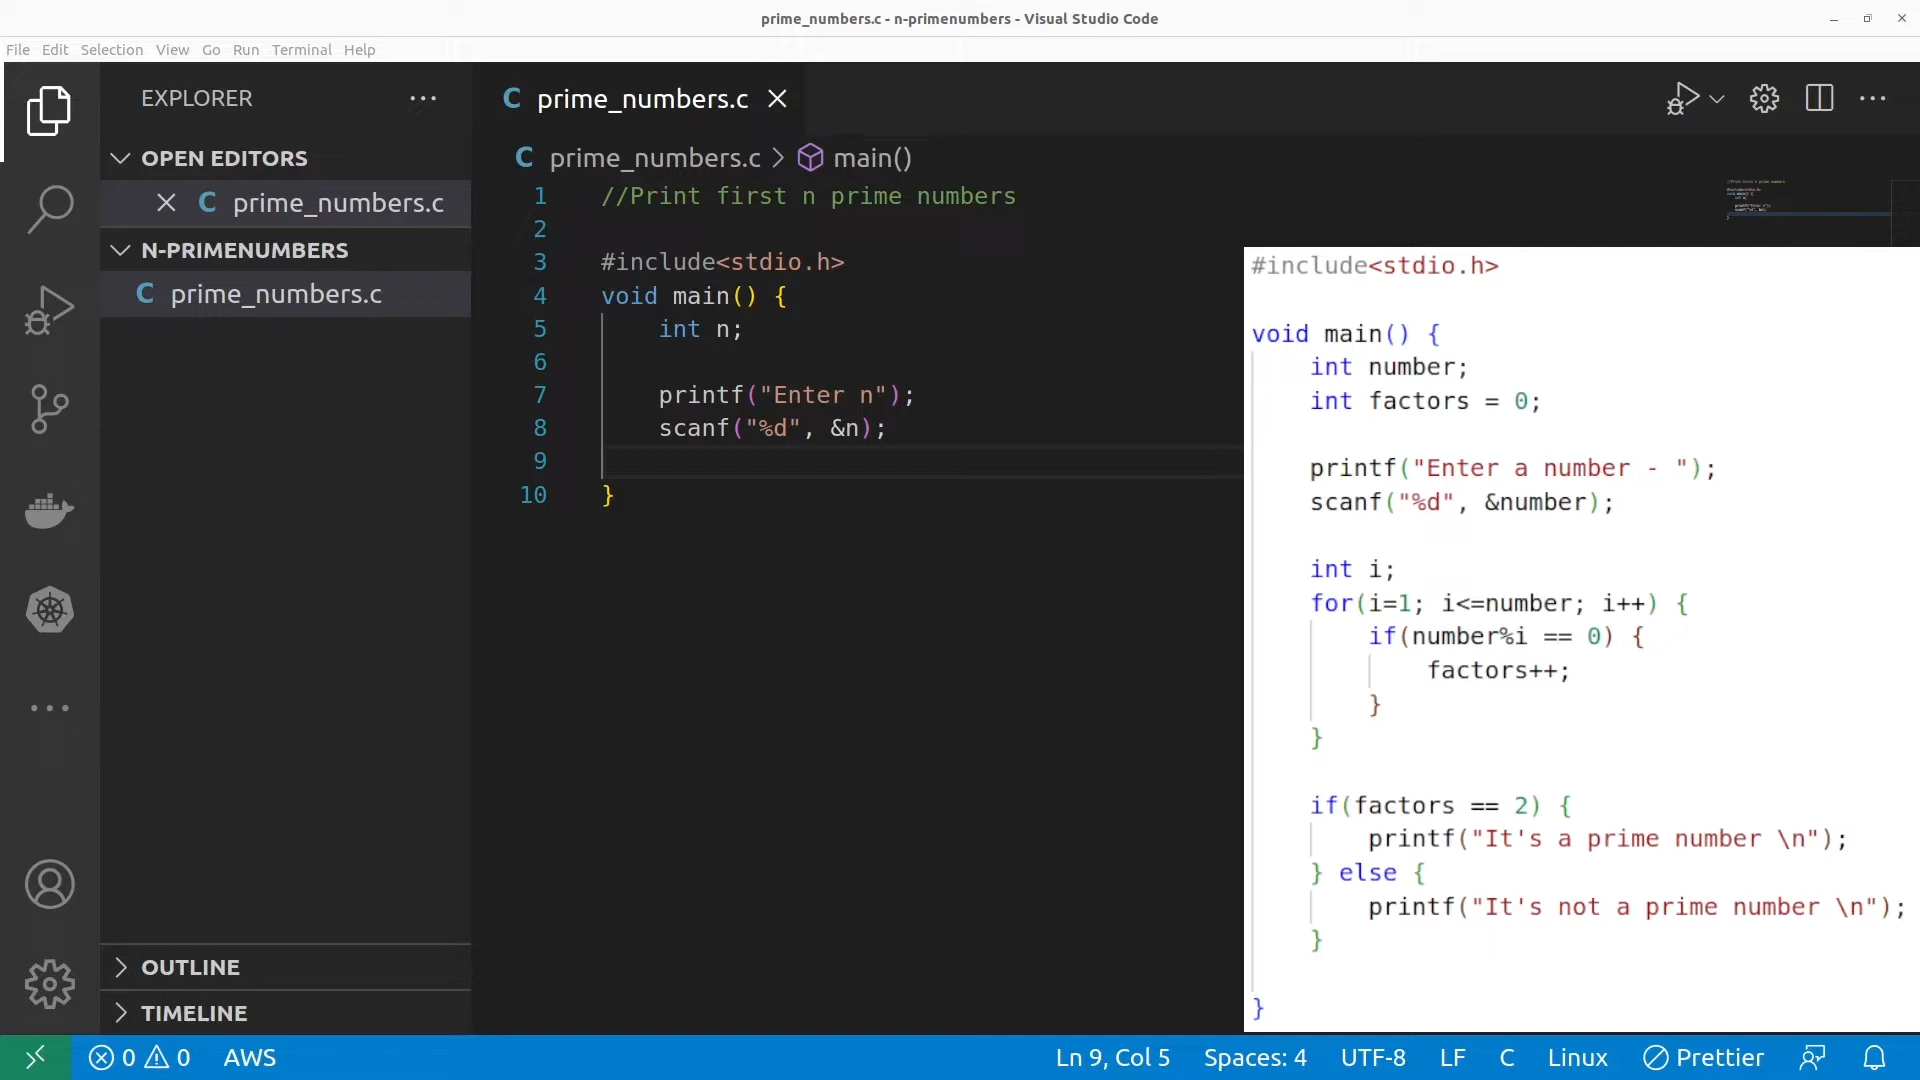 prime_numbers.c - n-primenumbers - Visual Studio Code
File Edit Selection View Go Run Terminal Help
EXPLORER
OPEN EDITORS
C prime_numbers.c
N-PRIMENUMBERS
C prime_numbers.c
OUTLINE
TIMELINE
C prime_numbers.c
C prime_numbers.c > main()
1 //Print first n prime numbers
2
3 #include<stdio.h>
4 void main() {
5 int n;
6
7 printf("Enter n");
8 scanf("%d", &n);
9
10 }
#include<stdio.h>
void main() {
int number;
int factors = 0;
printf("Enter a number - ");
scanf("%d", &number);
int i;
for(i=1; i<=number; i++) {
if(number%i == 0) {
factors++;
}
}
if(factors == 2) {
printf("It's a prime number \n");
} else {
printf("It's not a prime number \n");
}
}
0 0 AWS
Ln 9, Col 5 Spaces: 4 UTF-8 LF C Linux Prettier